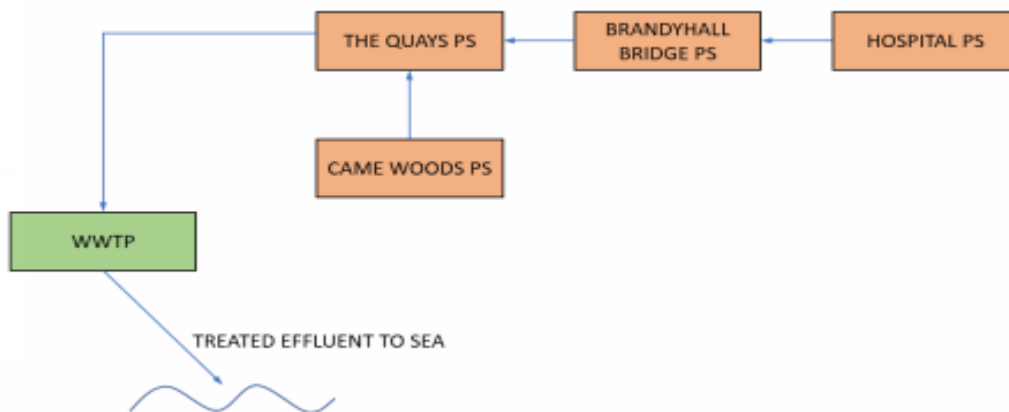 THE QUAYS PS
BRANDYHALL
BRIDGE PS
HOSPITAL PS
CAME WOODS PS
WWTP
TREATED EFFLUENT TO SEA